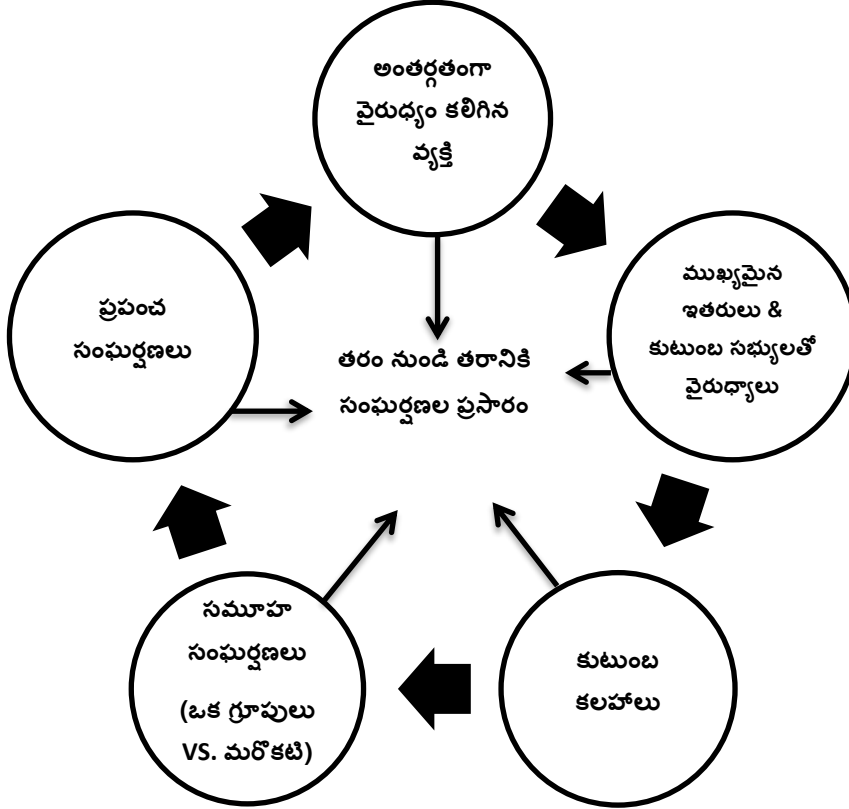 అంతర్గతంగా
వైరుధ్యం కలిగిన
వ్యక్తి
ముఖ్యమైన
ఇతరులు &
కుటుంబ సభ్యులతో
వైరుధ్యాలు
కుటుంబ
కలహాలు
సమూహ
సంఘర్షణలు
(ఒక గ్రూపులు
VS. మరొకటి)
ప్రపంచ
సంఘర్షణలు
తరం నుండి తరానికి
సంఘర్షణల ప్రసారం